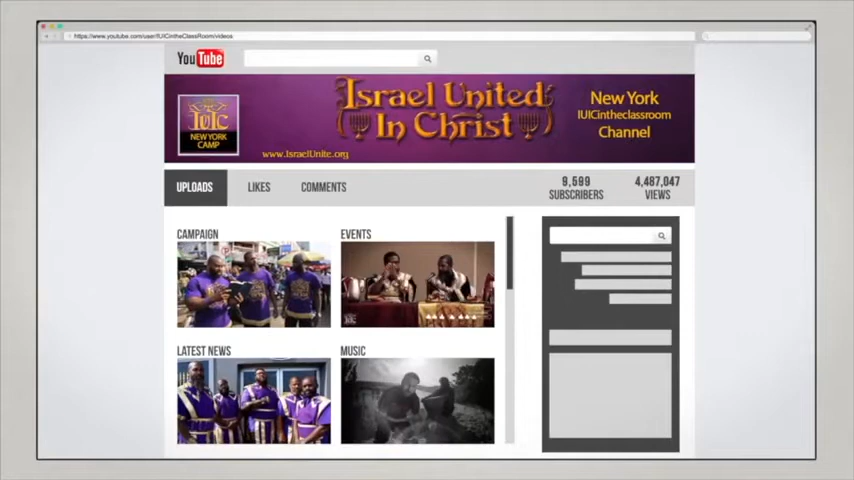 https://www.youtube.com/user/IUICintheClassRoom/videos
YouTube
IUIC
NEW YORK
CAMP
Israel United
In Christ
www.IsraelUnite.org
New York
IUICintheclassroom
Channel
UPLOADS
LIKES
COMMENTS
9,599
SUBSCRIBERS
4,487,047
VIEWS
CAMPAIGN
EVENTS
LATEST NEWS
MUSIC